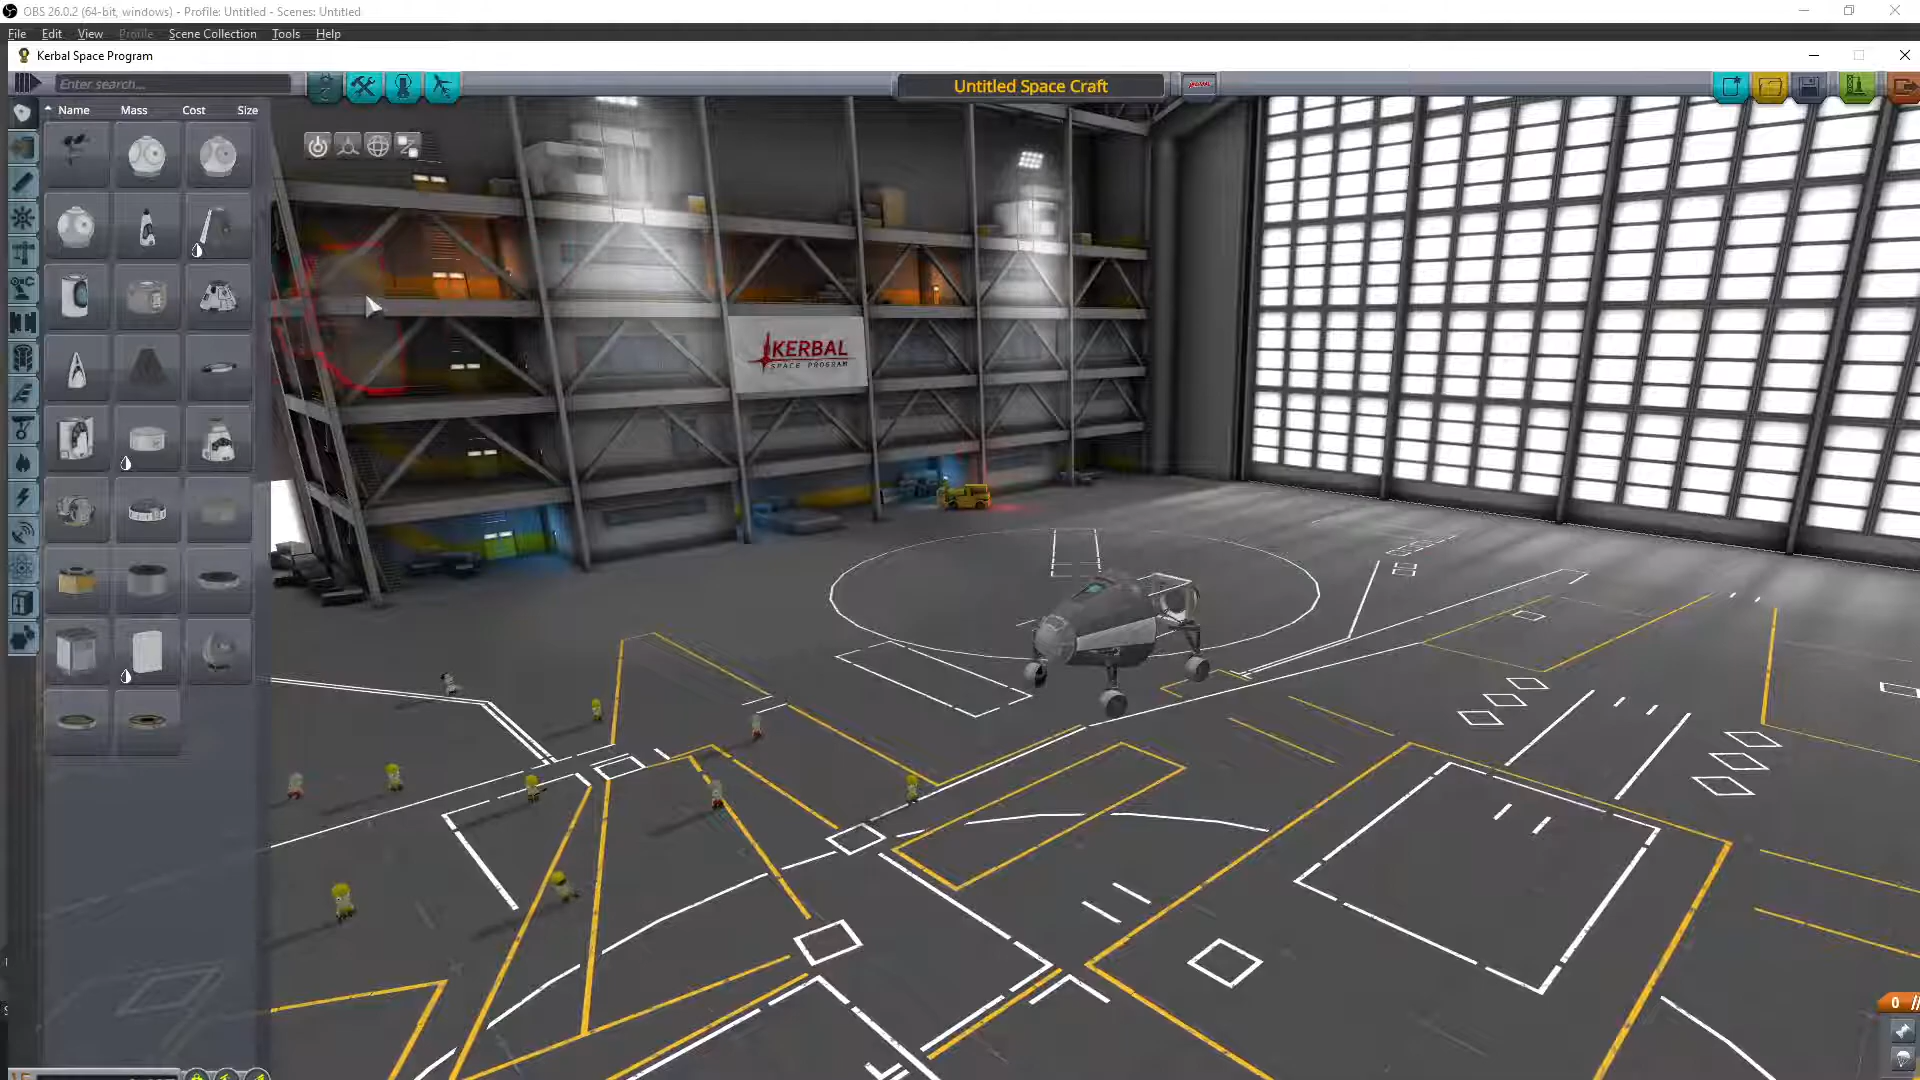 OBS 26.0.2 (64-bit, windows) - Profile: Untitled - Scenes: Untitled
File Edit View Profile Scene Collection Tools Help
Kerbal Space Program
Enter search...
Untitled Space Craft
Name Mass Cost Size
KERBAL
SPACE PROGRAM
0